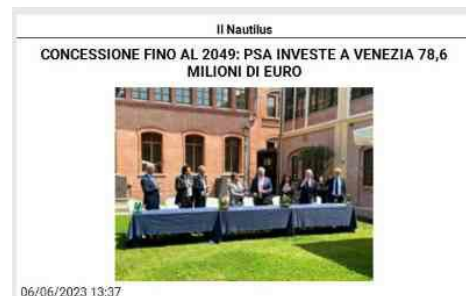 Il Nautilus
CONCESSIONE FINO AL 2049: PSA INVESTE A VENEZIA 78,6
MILIONI DI EURO
06/06/2023 13:37